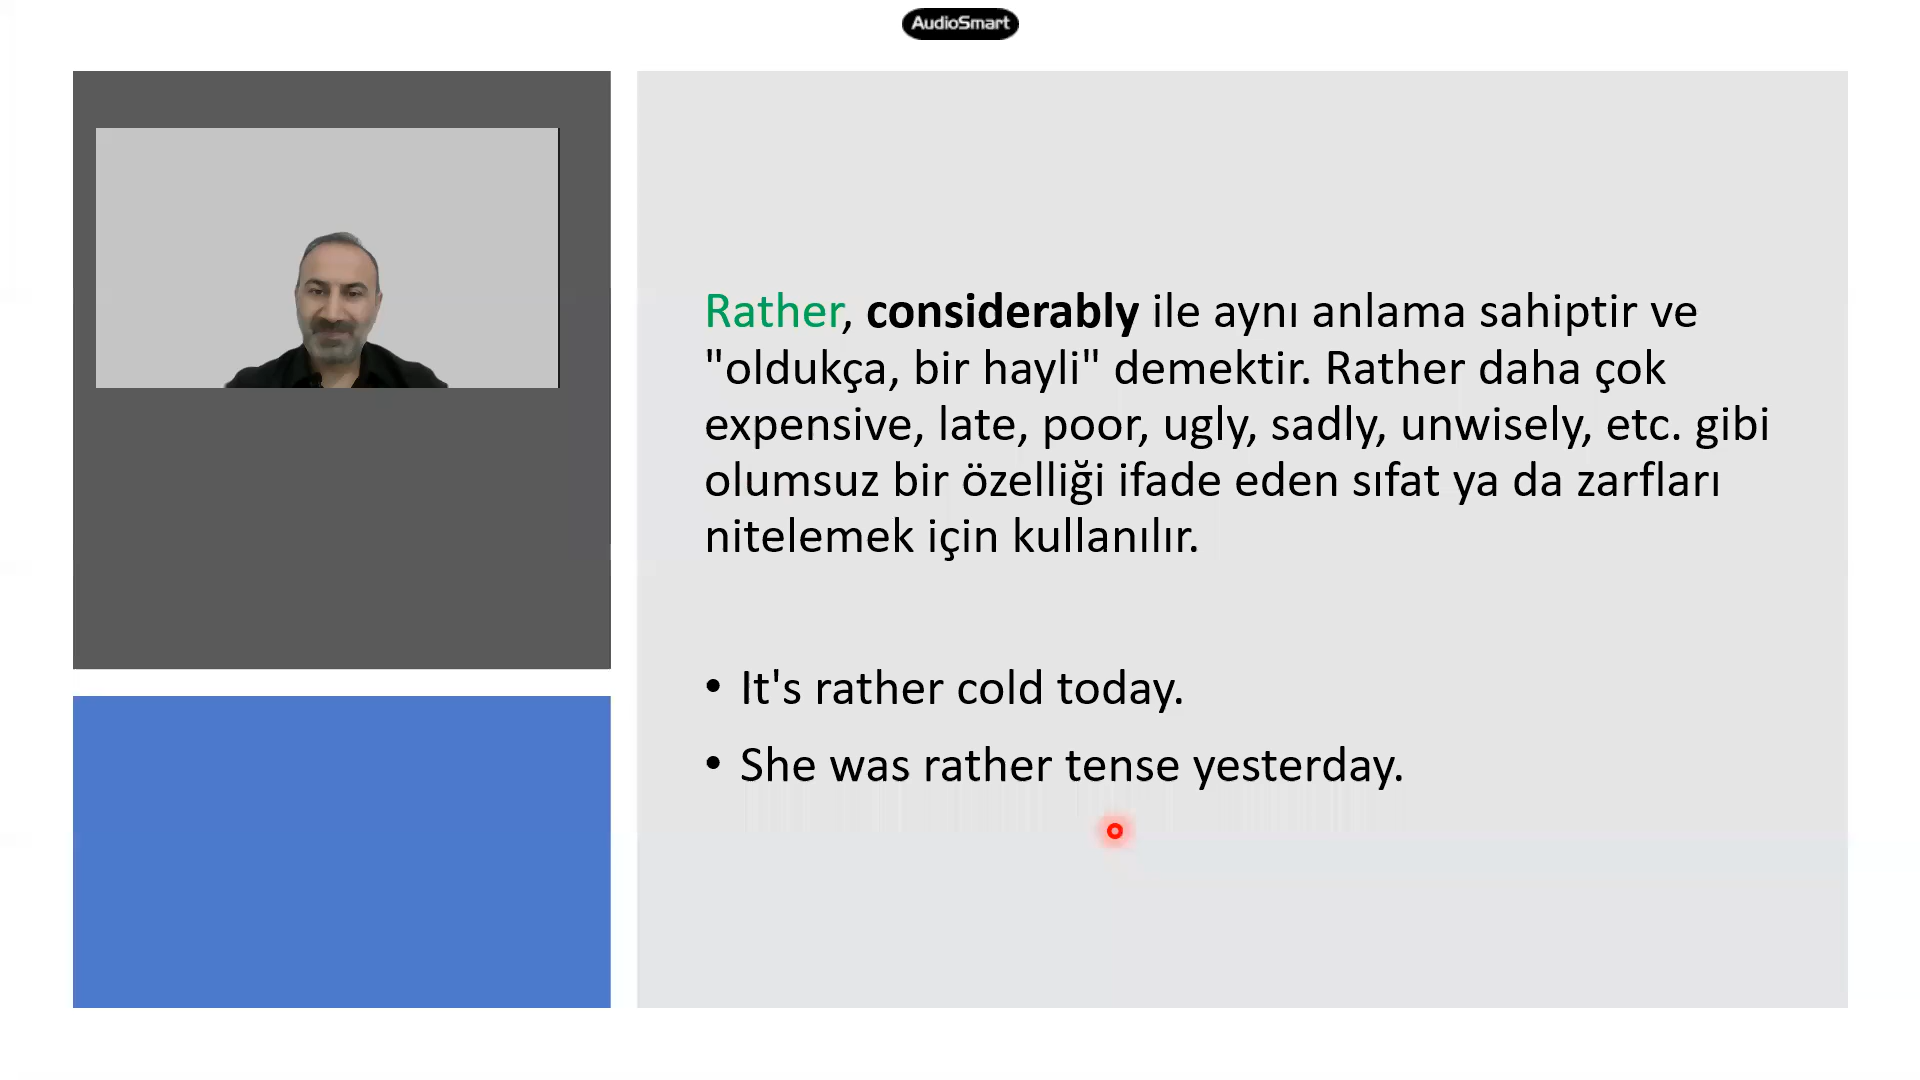 AudioSmart
Rather, considerably ile aynı anlama sahiptir ve
"oldukça, bir hayli" demektir. Rather daha çok
expensive, late, poor, ugly, sadly, unwisely, etc. gibi
olumsuz bir özelliği ifade eden sıfat ya da zarfları
nitelemek için kullanılır.
• It's rather cold today.
• She was rather tense yesterday.